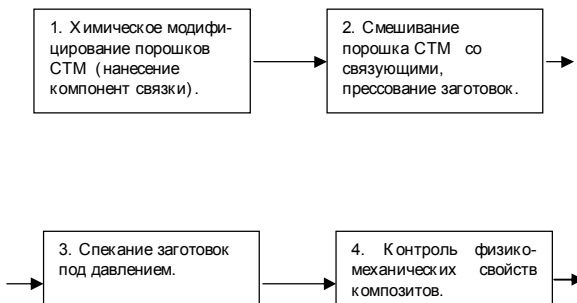 1. Химическое модифи-
цирование порошков
СТМ (нанесение
компонент связки).
2. Смешивание
порошка СТМ со
связующими,
прессование заготовок.
3. Спекание заготовок
под давлением.
4. Контроль физико-
механических свойств
композитов.